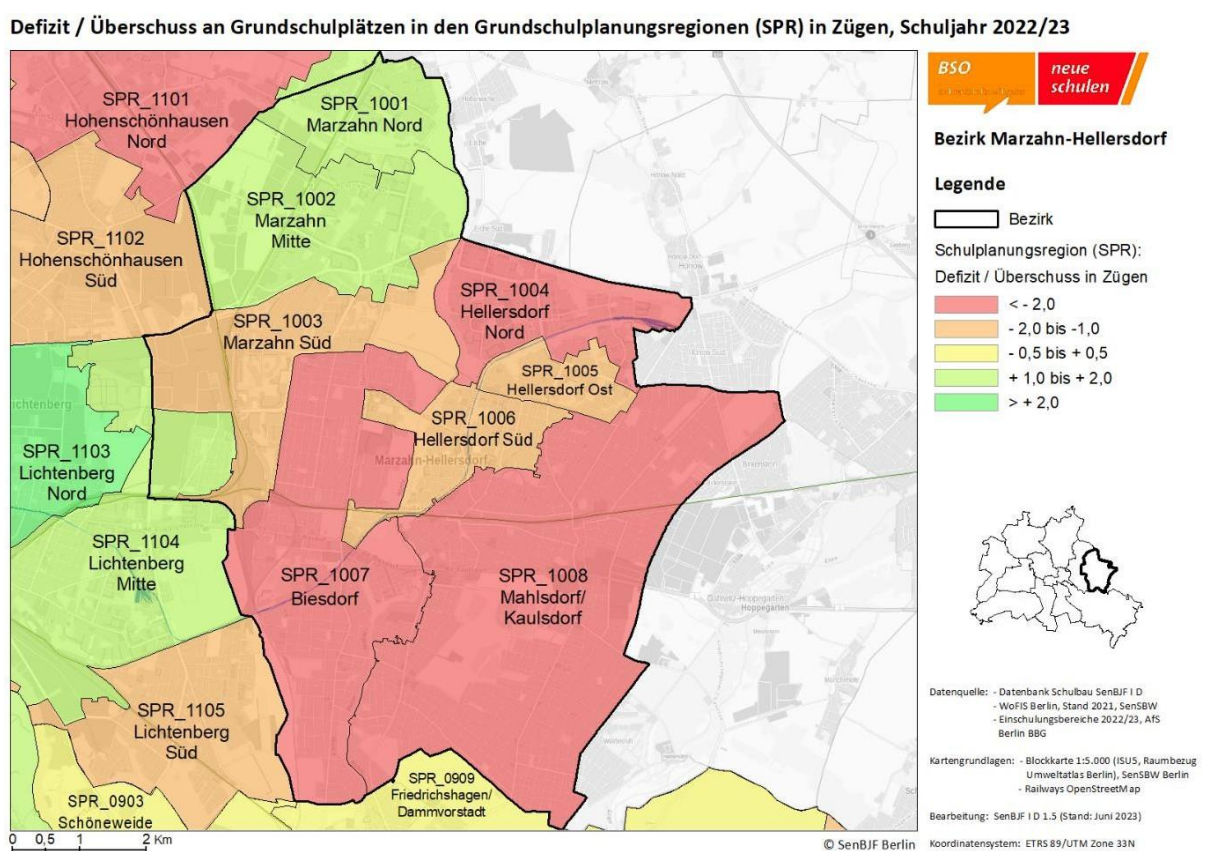 Defizit / Überschuss an Grundschulplätzen in den Grundschulplanungsregionen (SPR) in Zügen, Schuljahr 2022/23
SPR_1101
Hohenschönhausen
Nord
SPR_1001
Marzahn Nord
SPR_1002
Marzahn
Mitte
SPR_1102
Hohenschönhausen
Süd
SPR_1003
Marzahn Süd
SPR_1004
Hellersdorf
Nord
SPR_1005
Hellersdorf Ost
SPR_1006
Hellersdorf Süd
Marzahn-Hellersdorf
Lichtenberg
SPR_1103
Lichtenberg
Nord
SPR_1104
Lichtenberg
Mitte
SPR_1007
Biesdorf
SPR_1008
Mahlsdorf/
Kaulsdorf
SPR_1105
Lichtenberg
Süd
SPR_0903
Schöneweide
SPR_0909
Friedrichshagen/
Dammvorstadt
Hoppegarten
0 0,5 1 2 Km
© SenBJF Berlin
BSO
neue
schulen
Bezirk Marzahn-Hellersdorf
Legende
Bezirk
Schulplanungsregion (SPR):
Defizit / Überschuss in Zügen
< - 2,0
- 2,0 bis -1,0
- 0,5 bis + 0,5
+ 1,0 bis + 2,0
> + 2,0
Datenquelle: - Datenbank Schulbau SenBJF I D
- WoFIS Berlin, Stand 2021, SenSBW
- Einschulungsbereiche 2022/23, AfS
Berlin BBG
Kartengrundlagen: - Blockkarte 1:5.000 (ISU5, Raumbezug
Umweltatlas Berlin), SenSBW Berlin
- Railways OpenStreetMap
Bearbeitung: SenBJF I D 1.5 (Stand: Juni 2023)
Koordinatensystem: ETRS 89/UTM Zone 33N